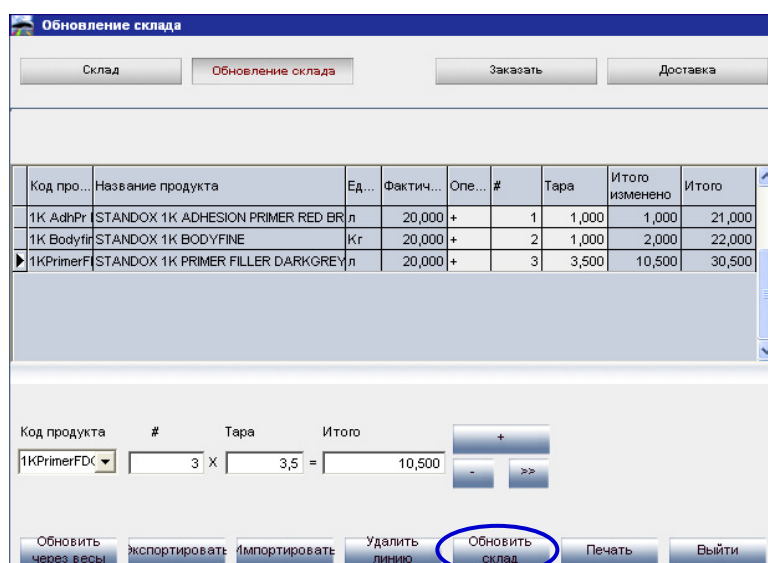 Обновление склада
Склад Обновление склада Заказать Доставка
Код про... Название продукта Ед... Фактич... Опе... # Тара Итого изменено Итого
1K AdhPr STANDOX 1K ADHESION PRIMER RED BR л 20,000 + 1 1,000 1,000 21,000
1K Bodyfin STANDOX 1K BODYFINE Кг 20,000 + 2 1,000 2,000 22,000
1KPrimerF STANDOX 1K PRIMER FILLER DARKGREY л 20,000 + 3 3,500 10,500 30,500
Код продукта # Тара Итого
1KPrimerFD 3 X 3,5 = 10,500
+
- >>
Обновить через весы Экспортировать Импортировать Удалить линию Обновить склад Печать Выйти